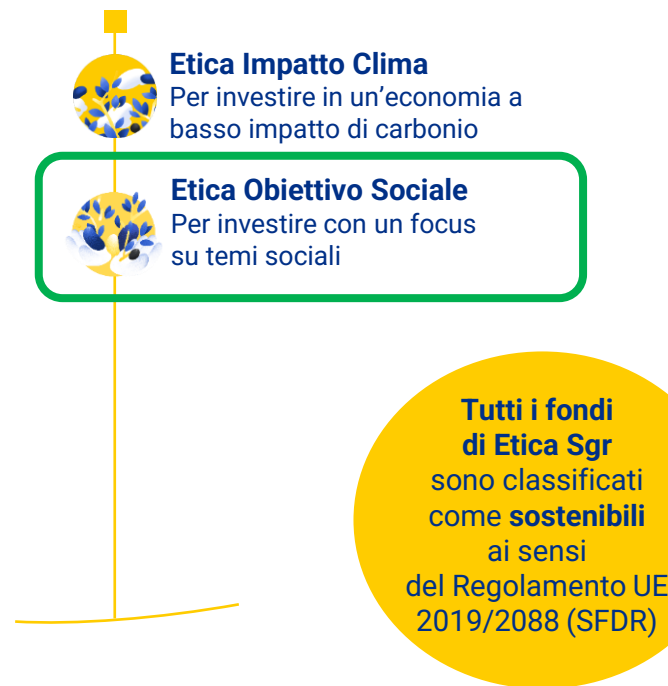 Etica Impatto Clima
Per investire in un’economia a
basso impatto di carbonio
Etica Obiettivo Sociale
Per investire con un focus
su temi sociali
Tutti i fondi
di Etica Sgr
sono classificati
come sostenibili
ai sensi
del Regolamento UE
2019/2088 (SFDR)